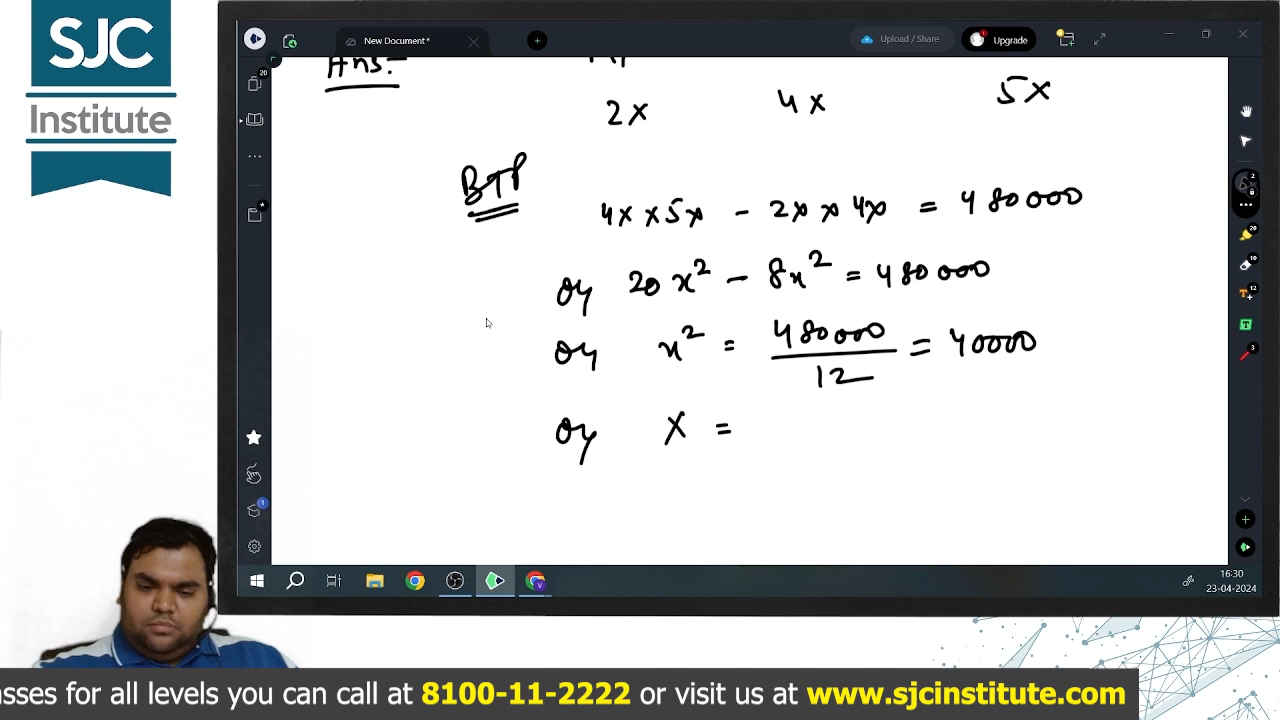 SJC
Institute
New Document*
Upload / Share
Upgrade
20
Ans:-
2x 4x 5x
BTP
4x x 5x - 2x x 4x = 480000
or 20x² - 8x² = 480000
or x² = 480000/12 = 40000
or x =
16:30
23-04-2024
asses for all levels you can call at 8100-11-2222 or visit us at www.sjcinstitute.com